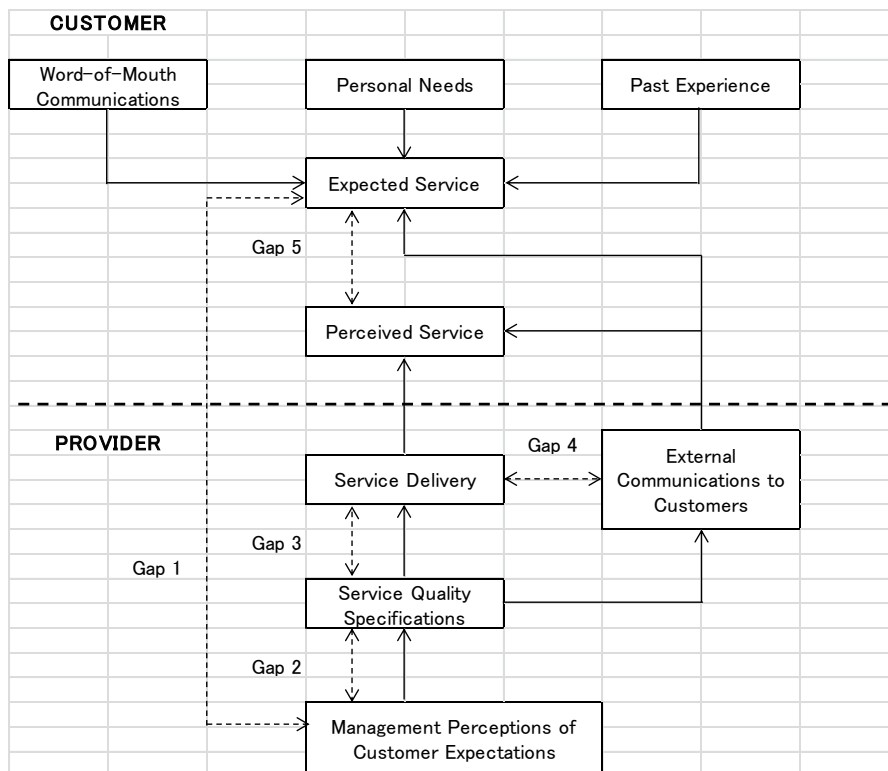 CUSTOMER
Word-of-Mouth
Communications
Personal Needs
Past Experience
Expected Service
Gap 5
Perceived Service
PROVIDER
Gap 4
External
Communications to
Customers
Service Delivery
Gap 3
Gap 1
Service Quality
Specifications
Gap 2
Management Perceptions of
Customer Expectations